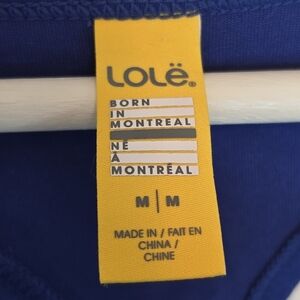 LOLË®
BORN
IN
MONTREAL
NÉ
À
MONTRÉAL
M | M
MADE IN / FAIT EN
CHINA /
CHINE